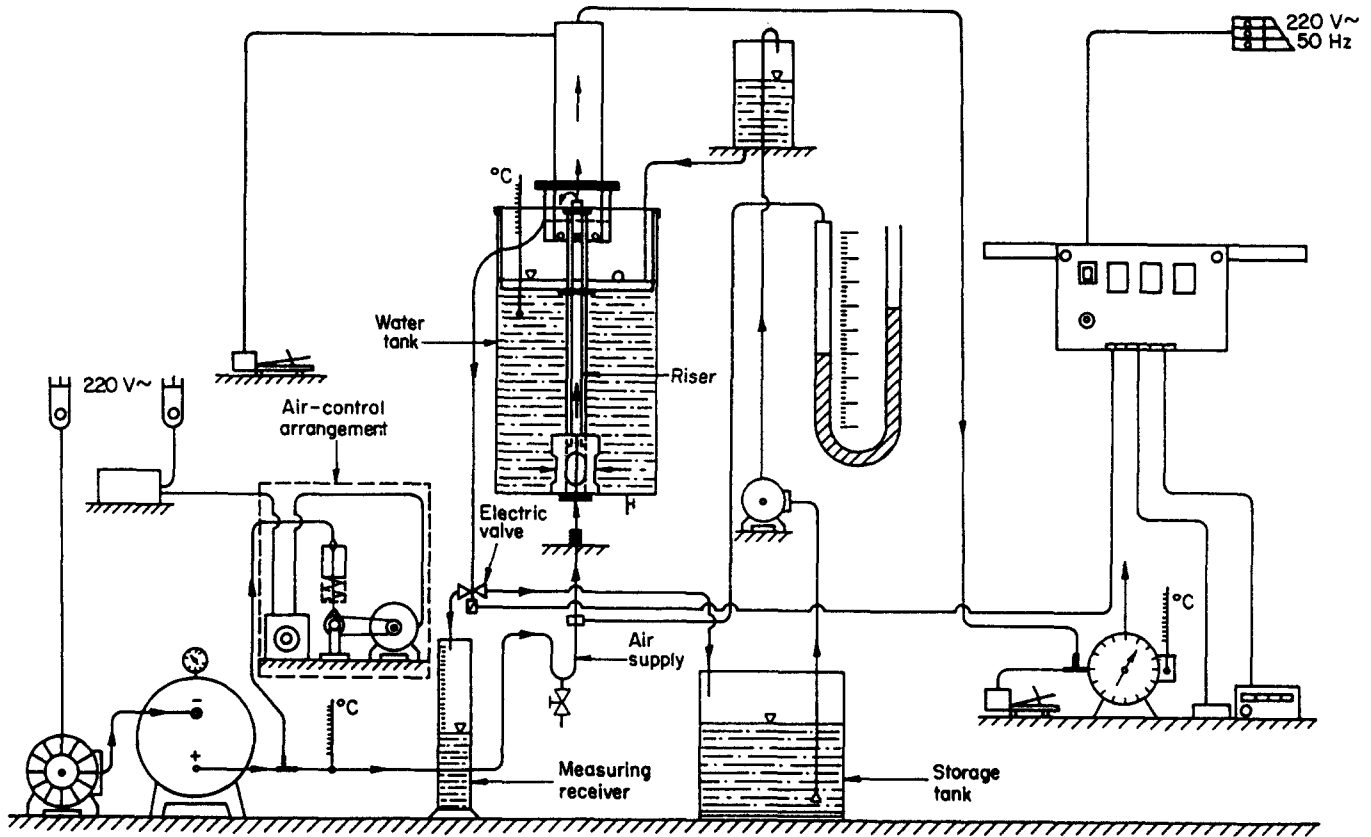 220 V~
50 Hz
°C
Water
tank
Riser
220 V~
Air-control
arrangement
Electric
valve
Air
supply
°C
°C
Measuring
receiver
Storage
tank
−
+